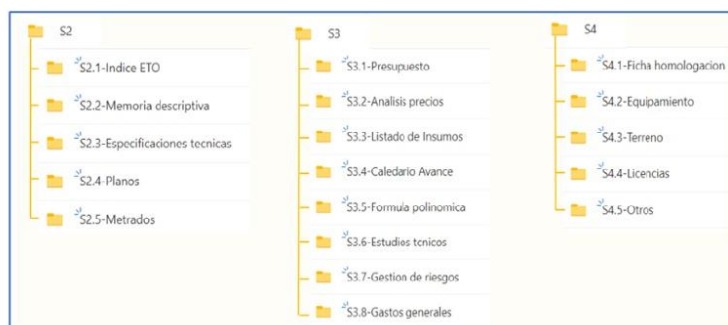 S2
S2.1-Indice ETO
S2.2-Memoria descriptiva
S2.3-Especificaciones tecnicas
S2.4-Planos
S2.5-Metrados
S3
S3.1-Presupuesto
S3.2-Analisis precios
S3.3-Listado de Insumos
S3.4-Caledario Avance
S3.5-Formula polinomica
S3.6-Estudios tcnicos
S3.7-Gestion de riesgos
S3.8-Gastos generales
S4
S4.1-Ficha homologacion
S4.2-Equipamiento
S4.3-Terreno
S4.4-Licencias
S4.5-Otros